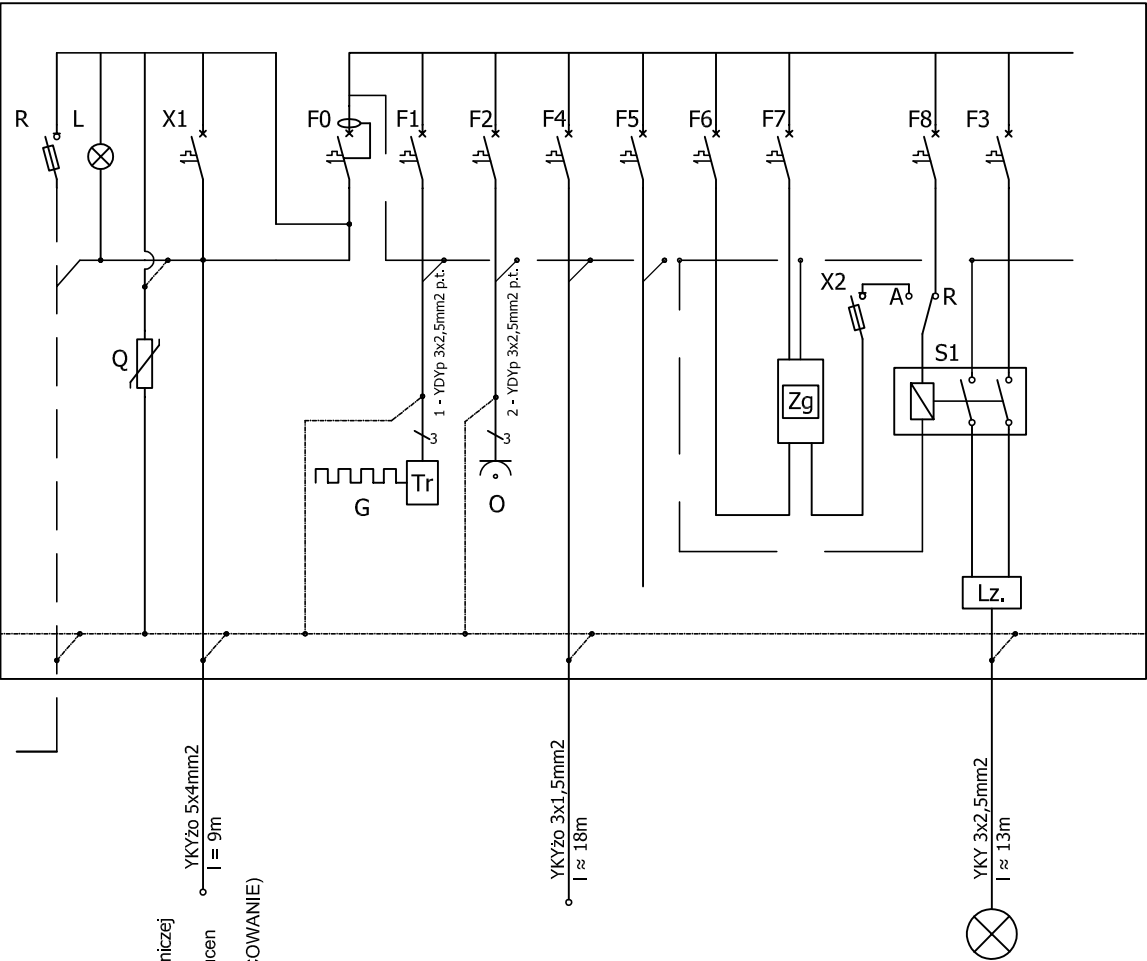 R
L
X1
F0
F1
F2
F4
F5
F6
F7
F8
F3
1 - YDYp 3x2,5mm2 p.t.
2 - YDYp 3x2,5mm2 p.t.
X2
A
R
S1
Q
Zg
3
3
Tr
G
O
Lz.
YKYżo 5x4mm2
l = 9m
YKYżo 3x1,5mm2
l ≈ 18m
YKY 3x2,5mm2
l ≈ 13m